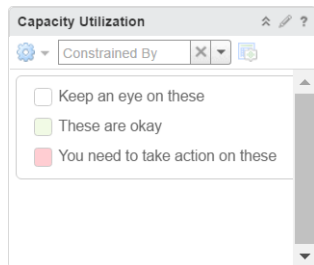 Capacity Utilization ?
Constrained By
Keep an eye on these
These are okay
You need to take action on these